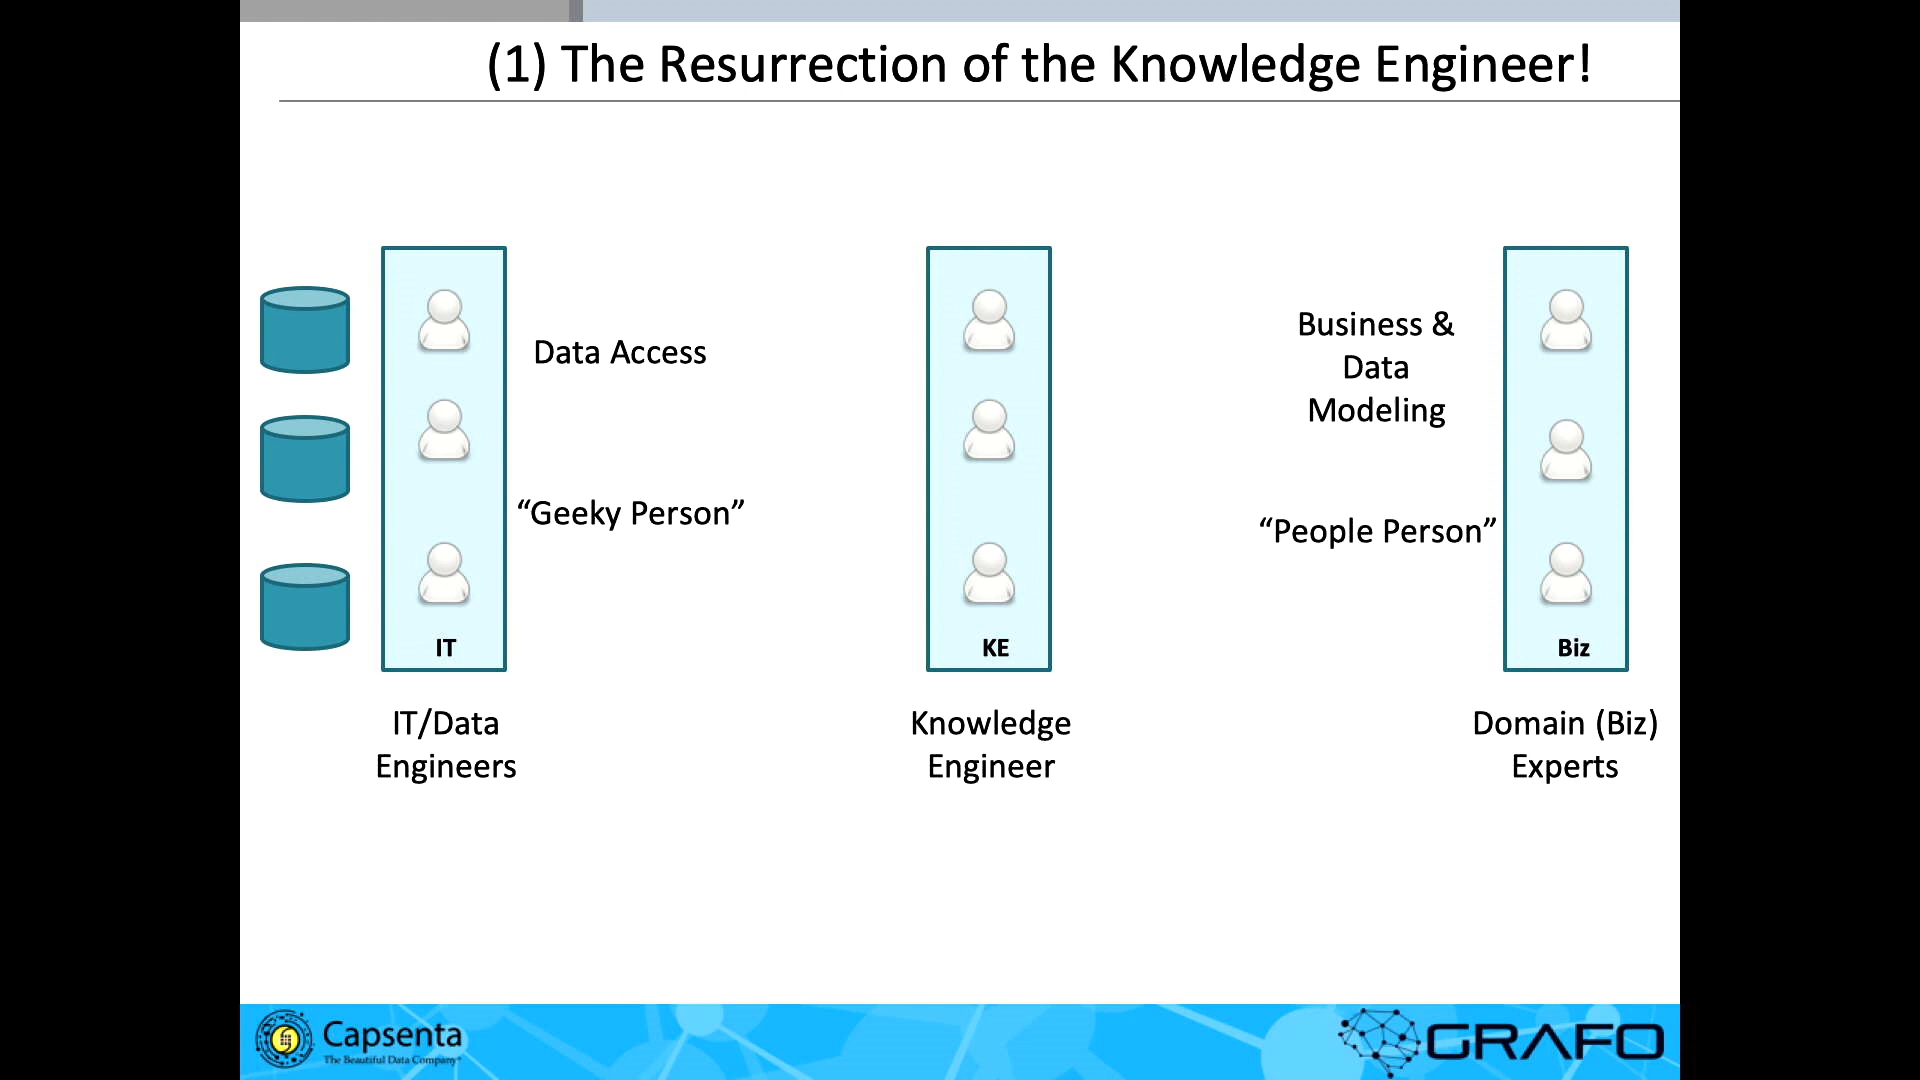 (1) The Resurrection of the Knowledge Engineer!
Data Access
“Geeky Person”
IT
IT/Data
Engineers
KE
Knowledge
Engineer
Business &
Data
Modeling
“People Person”
Biz
Domain (Biz)
Experts
Capsenta
The Beautiful Data Company
GRAFO